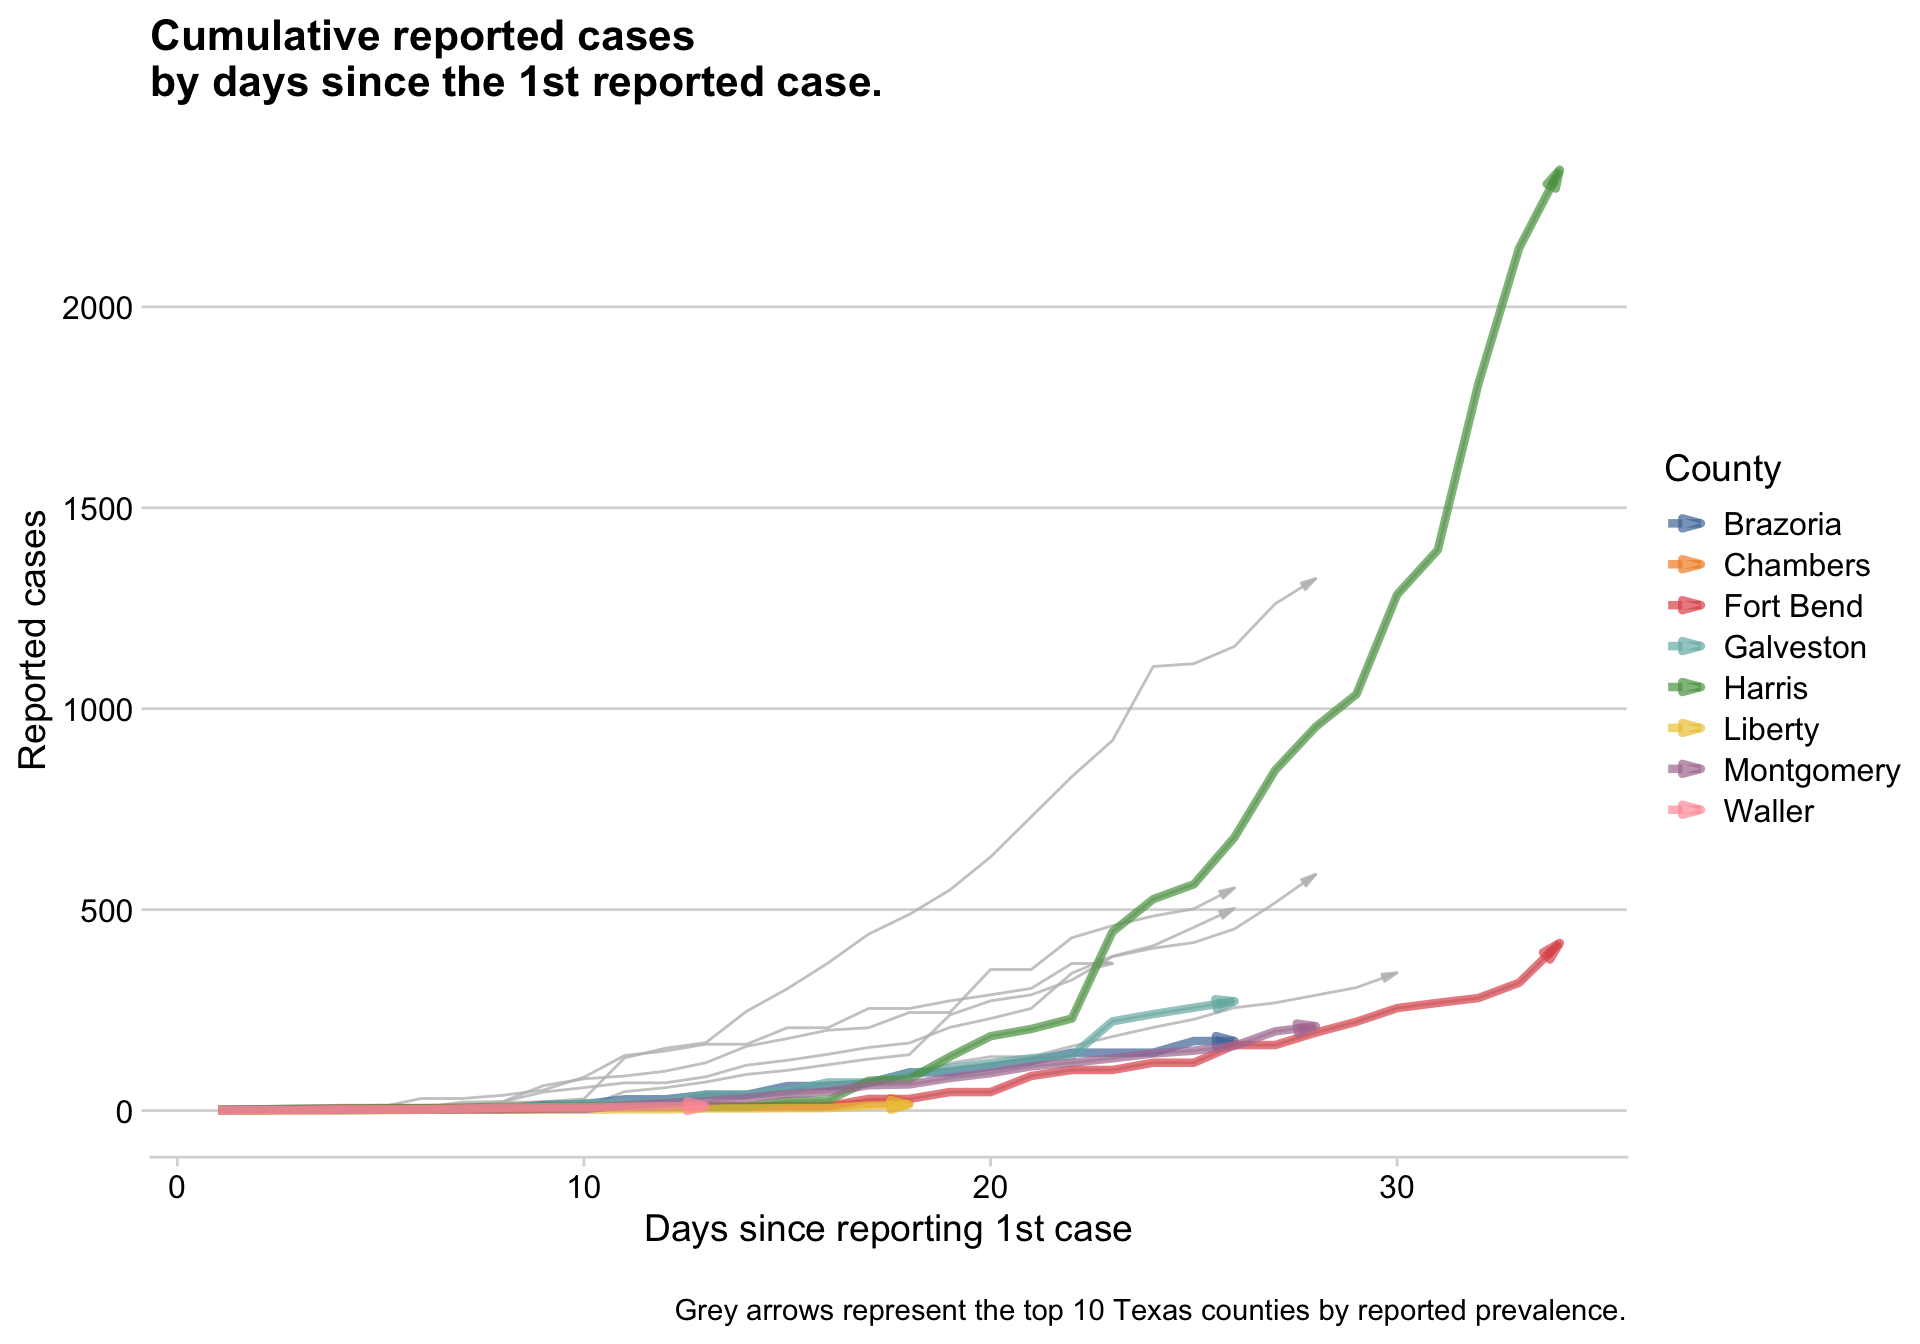 Cumulative reported cases
by days since the 1st reported case.
2000
1500
1000
500
0
Reported cases
0 10 20 30
Days since reporting 1st case
County
Brazoria
Chambers
Fort Bend
Galveston
Harris
Liberty
Montgomery
Waller
Grey arrows represent the top 10 Texas counties by reported prevalence.